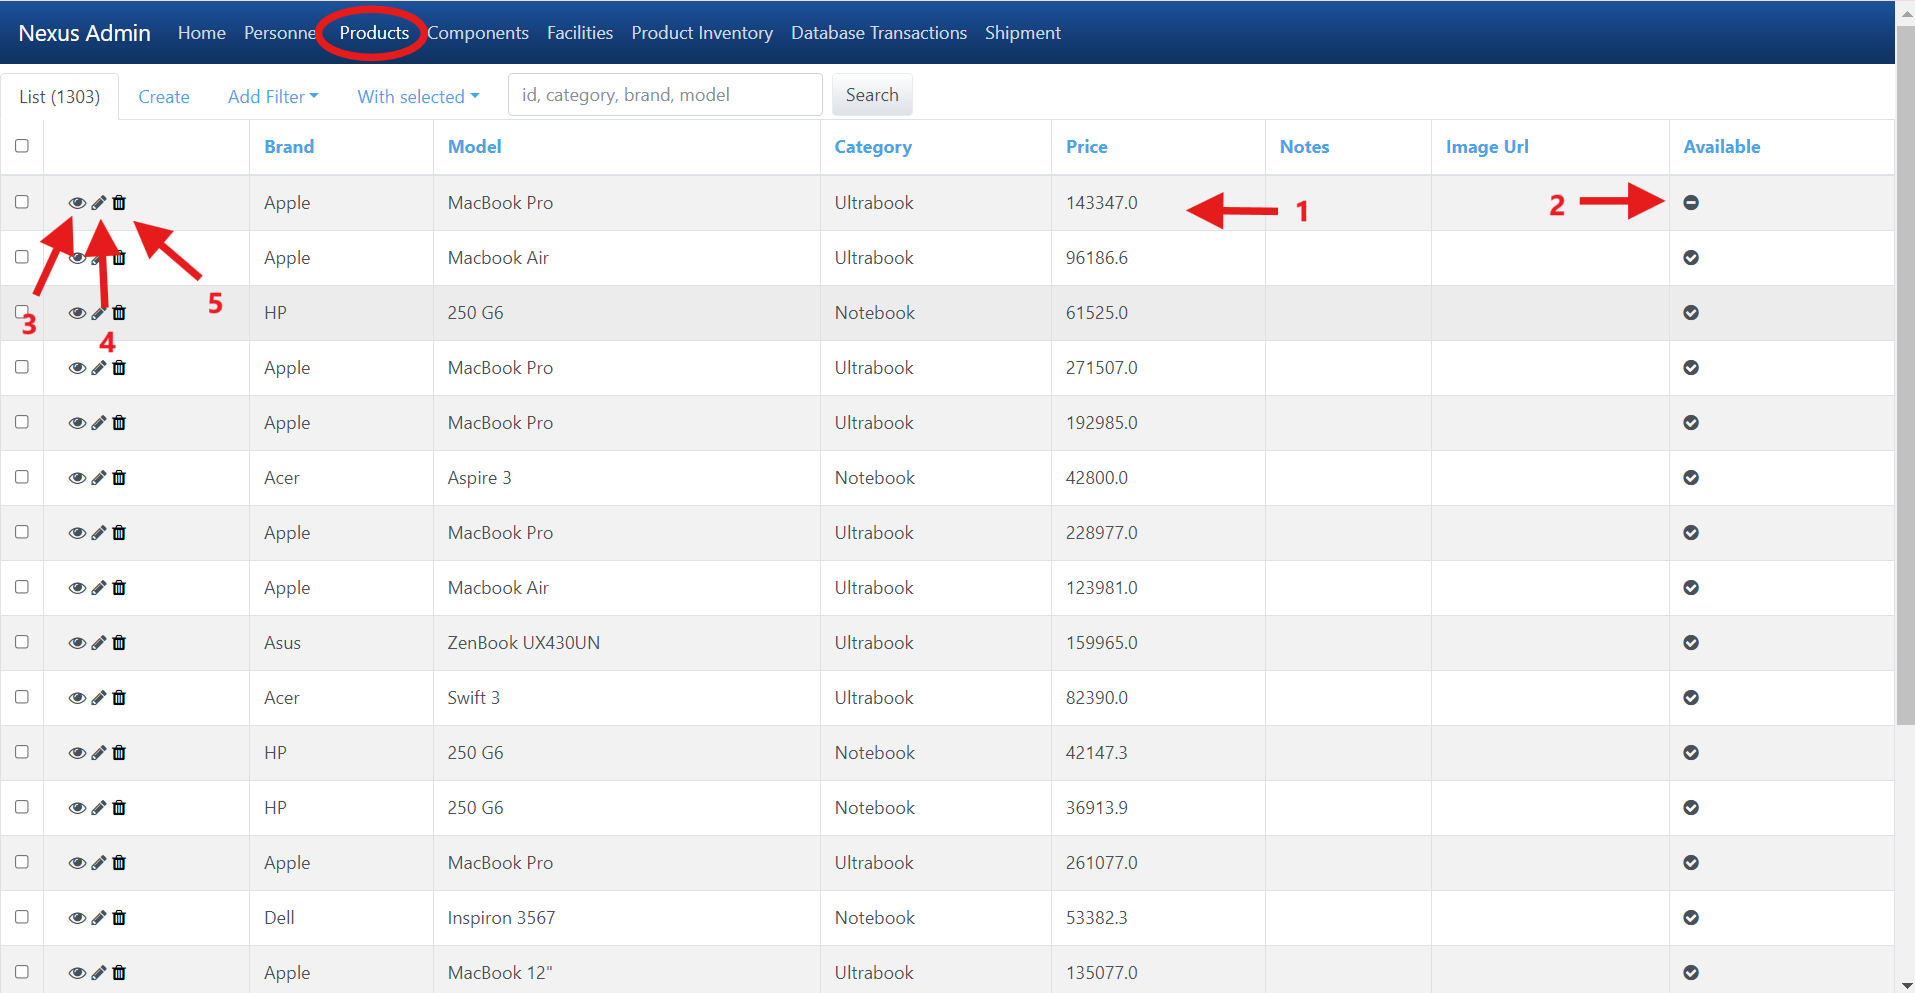 Nexus Admin Home Personne Products Components Facilities Product Inventory Database Transactions Shipment
List (1303) Create Add Filter With selected id, category, brand, model Search
Brand Model Category Price Notes Image Url Available
Apple MacBook Pro Ultrabook 143347.0 1 2
Apple Macbook Air Ultrabook 96186.6
5
3 HP 250 G6 Notebook 61525.0
4
Apple MacBook Pro Ultrabook 271507.0
Apple MacBook Pro Ultrabook 192985.0
Acer Aspire 3 Notebook 42800.0
Apple MacBook Pro Ultrabook 228977.0
Apple Macbook Air Ultrabook 123981.0
Asus ZenBook UX430UN Ultrabook 159965.0
Acer Swift 3 Ultrabook 82390.0
HP 250 G6 Notebook 42147.3
HP 250 G6 Notebook 36913.9
Apple MacBook Pro Ultrabook 261077.0
Dell Inspiron 3567 Notebook 53382.3
Apple MacBook 12" Ultrabook 135077.0